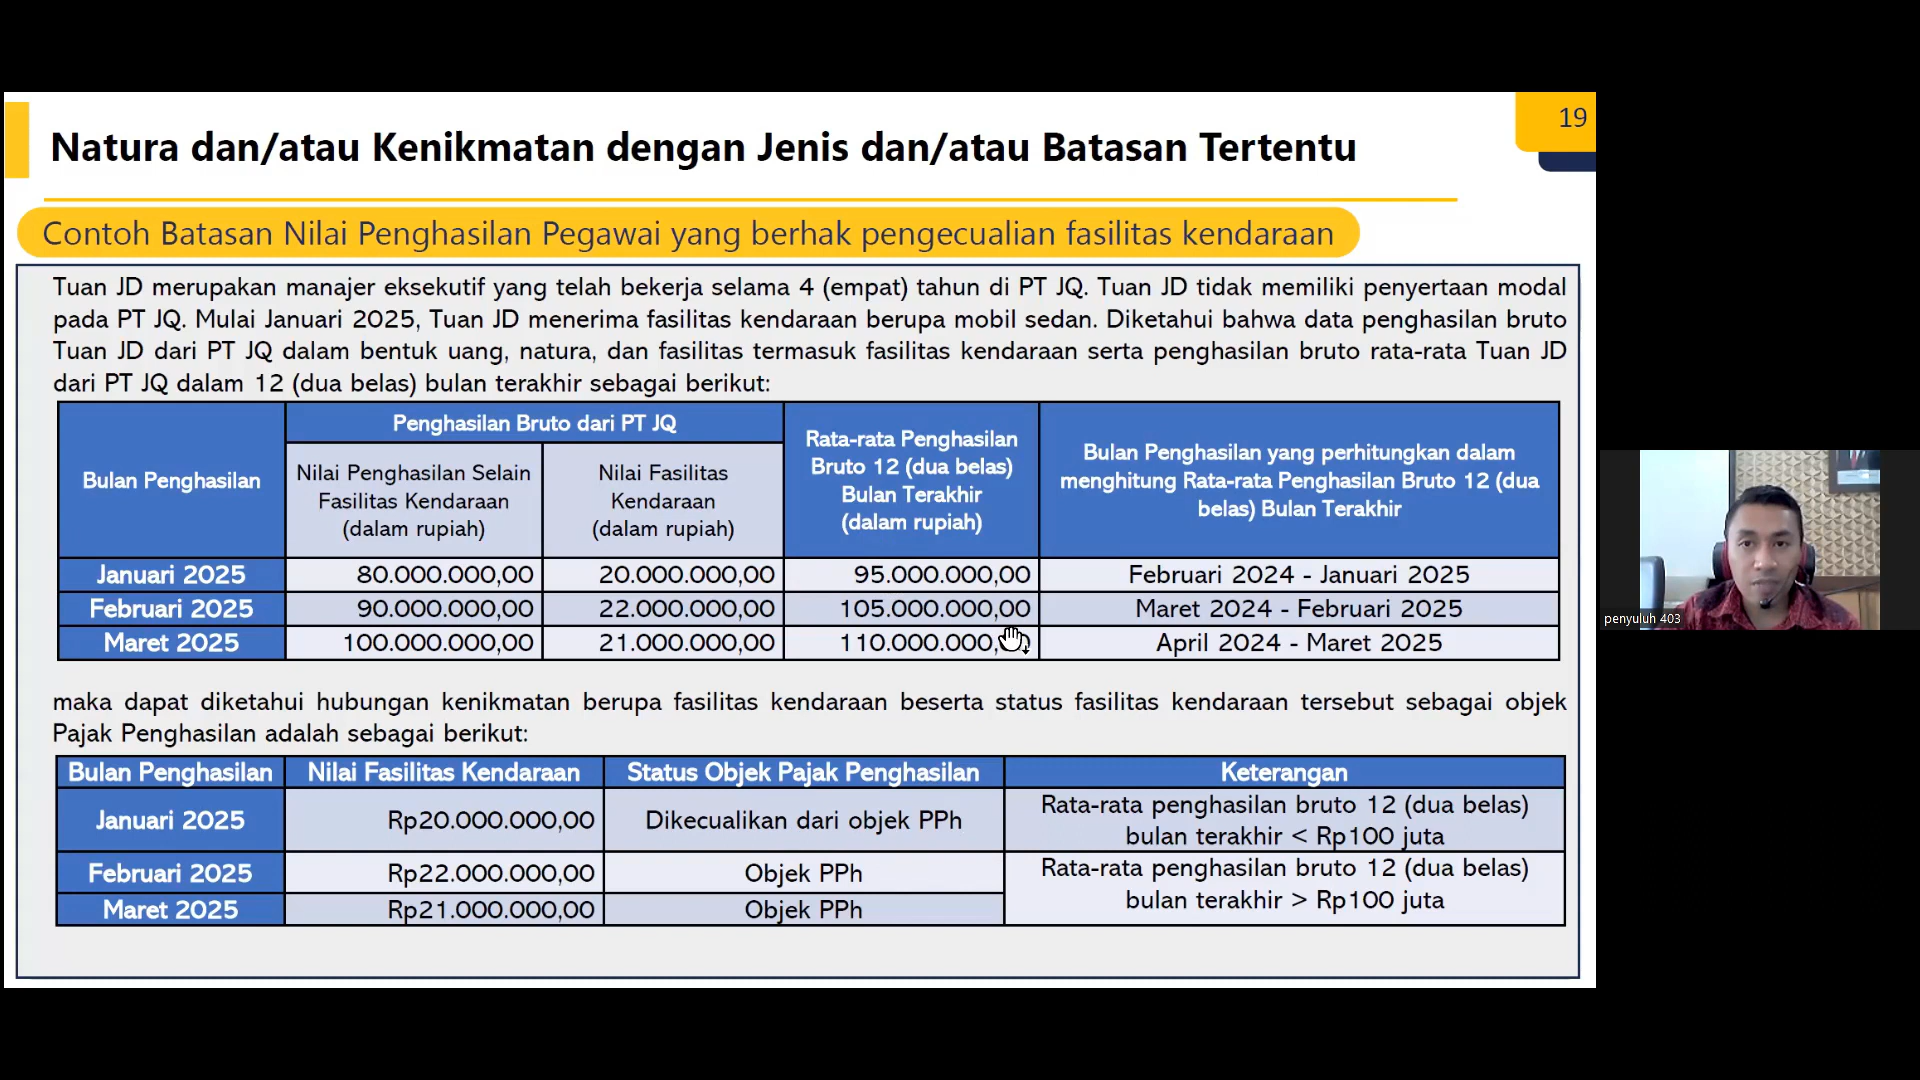 19
Natura dan/atau Kenikmatan dengan Jenis dan/atau Batasan Tertentu
Contoh Batasan Nilai Penghasilan Pegawai yang berhak pengecualian fasilitas kendaraan
Tuan JD merupakan manajer eksekutif yang telah bekerja selama 4 (empat) tahun di PT JQ. Tuan JD tidak memiliki penyertaan modal
pada PT JQ. Mulai Januari 2025, Tuan JD menerima fasilitas kendaraan berupa mobil sedan. Diketahui bahwa data penghasilan bruto
Tuan JD dari PT JQ dalam bentuk uang, natura, dan fasilitas termasuk fasilitas kendaraan serta penghasilan bruto rata-rata Tuan JD
dari PT JQ dalam 12 (dua belas) bulan terakhir sebagai berikut:
Bulan Penghasilan
Penghasilan Bruto dari PT JQ
Nilai Penghasilan Selain
Fasilitas Kendaraan
(dalam rupiah)
Nilai Fasilitas
Kendaraan
(dalam rupiah)
Rata-rata Penghasilan
Bruto 12 (dua belas)
Bulan Terakhir
(dalam rupiah)
Bulan Penghasilan yang perhitungkan dalam
menghitung Rata-rata Penghasilan Bruto 12 (dua
belas) Bulan Terakhir
Januari 2025 80.000.000,00 20.000.000,00 95.000.000,00 Februari 2024 - Januari 2025
Februari 2025 90.000.000,00 22.000.000,00 105.000.000,00 Maret 2024 - Februari 2025
Maret 2025 100.000.000,00 21.000.000,00 110.000.000,00 April 2024 - Maret 2025
maka dapat diketahui hubungan kenikmatan berupa fasilitas kendaraan beserta status fasilitas kendaraan tersebut sebagai objek
Pajak Penghasilan adalah sebagai berikut:
Bulan Penghasilan Nilai Fasilitas Kendaraan Status Objek Pajak Penghasilan Keterangan
Januari 2025 Rp20.000.000,00 Dikecualikan dari objek PPh
Rata-rata penghasilan bruto 12 (dua belas)
bulan terakhir < Rp100 juta
Februari 2025 Rp22.000.000,00 Objek PPh
Maret 2025 Rp21.000.000,00 Objek PPh
Rata-rata penghasilan bruto 12 (dua belas)
bulan terakhir > Rp100 juta
penyuluh 403